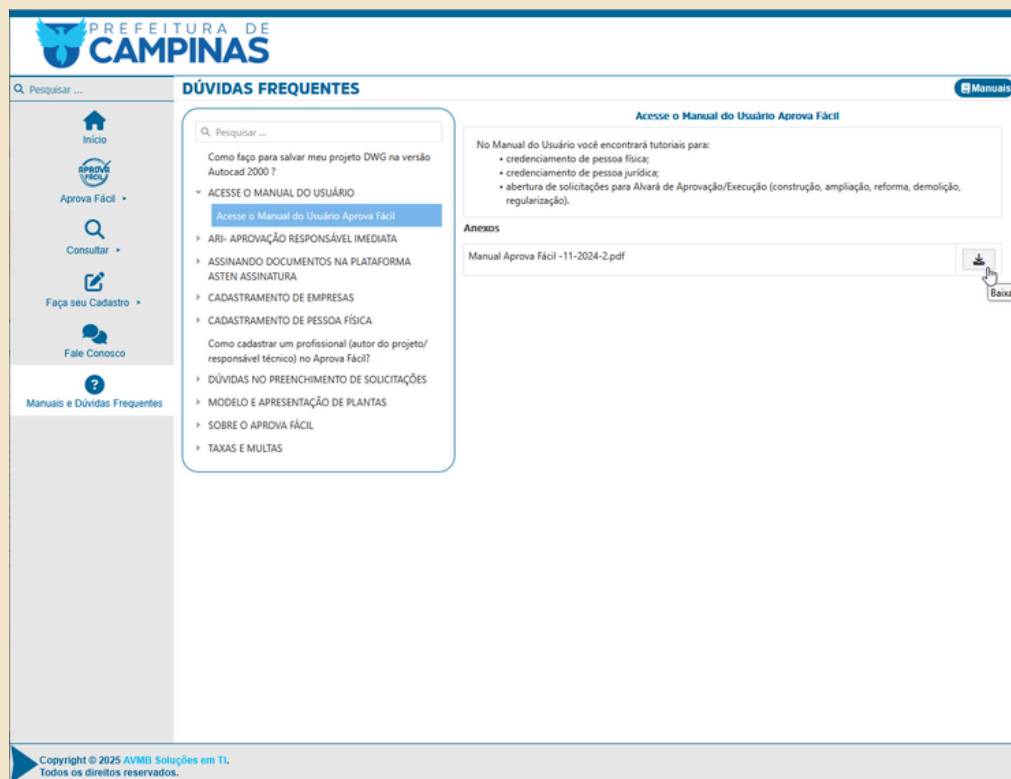 PREFEITURA DE
CAMPINAS
Pesquisar ...
Início
APROVA
FÁCIL
Aprova Fácil
Consultar
Faça seu Cadastro
Fale Conosco
Manuais e Dúvidas Frequentes
DÚVIDAS FREQUENTES
Manuais
Pesquisar ...
Como faço para salvar meu projeto DWG na versão
Autocad 2000 ?
ACESSE O MANUAL DO USUÁRIO
Acesse o Manual do Usuário Aprova Fácil
ARI- APROVAÇÃO RESPONSÁVEL IMEDIATA
ASSINANDO DOCUMENTOS NA PLATAFORMA
ASTEN ASSINATURA
CADASTRAMENTO DE EMPRESAS
CADASTRAMENTO DE PESSOA FÍSICA
Como cadastrar um profissional (autor do projeto/
responsável técnico) no Aprova Fácil?
DÚVIDAS NO PREENCHIMENTO DE SOLICITAÇÕES
MODELO E APRESENTAÇÃO DE PLANTAS
SOBRE O APROVA FÁCIL
TAXAS E MULTAS
Acesse o Manual do Usuário Aprova Fácil
No Manual do Usuário você encontrará tutoriais para:
• credenciamento de pessoa física;
• credenciamento de pessoa jurídica;
• abertura de solicitações para Alvará de Aprovação/Execução (construção, ampliação, reforma, demolição,
regularização).
Anexos
Manual Aprova Fácil -11-2024-2.pdf
Baixa
Copyright © 2025 AVMB Soluções em TI.
Todos os direitos reservados.